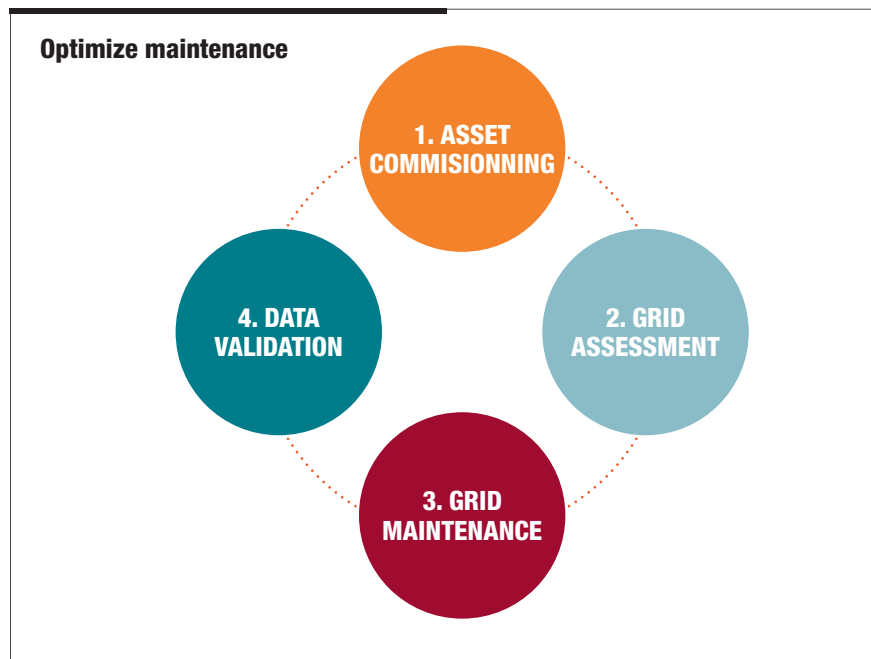 Optimize maintenance
1. ASSET
COMMISIONNING
2. GRID
ASSESSMENT
3. GRID
MAINTENANCE
4. DATA
VALIDATION